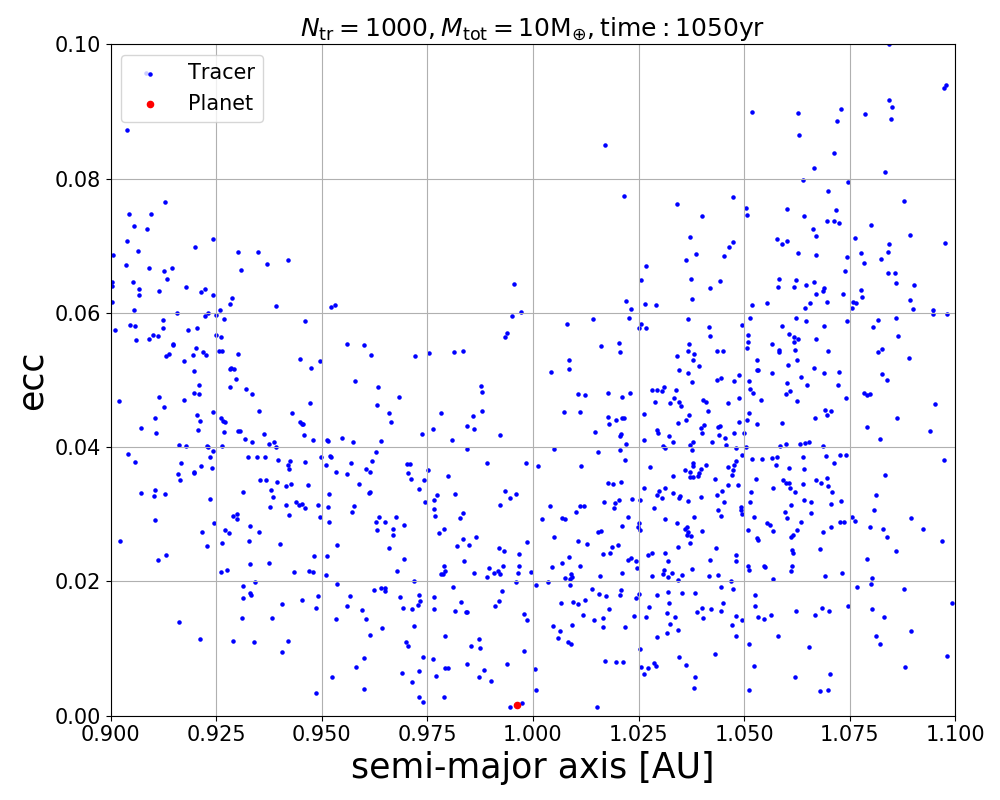 N_tr = 1000, M_tot = 10M_⊕, time : 1050yr
Tracer
Planet
ecc
0.10
0.08
0.06
0.04
0.02
0.00
0.900 0.925 0.950 0.975 1.000 1.025 1.050 1.075 1.100
semi-major axis [AU]